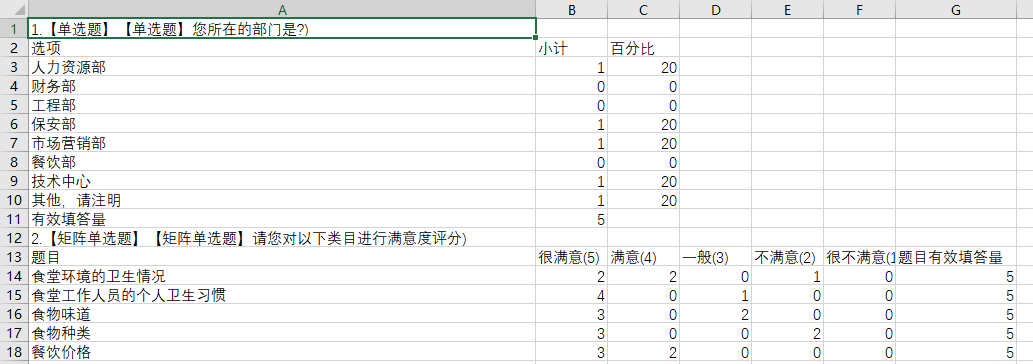 A B C D E F G
1 1.【单选题】【单选题】您所在的部门是?)
2 选项 小计 百分比
3 人力资源部 1 20
4 财务部 0 0
5 工程部 0 0
6 保安部 1 20
7 市场营销部 1 20
8 餐饮部 0 0
9 技术中心 1 20
10 其他，请注明 1 20
11 有效填答量 5
12 2.【矩阵单选题】【矩阵单选题】请您对以下类目进行满意度评分)
13 题目 很满意(5) 满意(4) 一般(3) 不满意(2) 很不满意(1 题目有效填答量
14 食堂环境的卫生情况 2 2 0 1 0 5
15 食堂工作人员的个人卫生习惯 4 0 1 0 0 5
16 食物味道 3 0 2 0 0 5
17 食物种类 3 0 0 2 0 5
18 餐饮价格 3 2 0 0 0 5